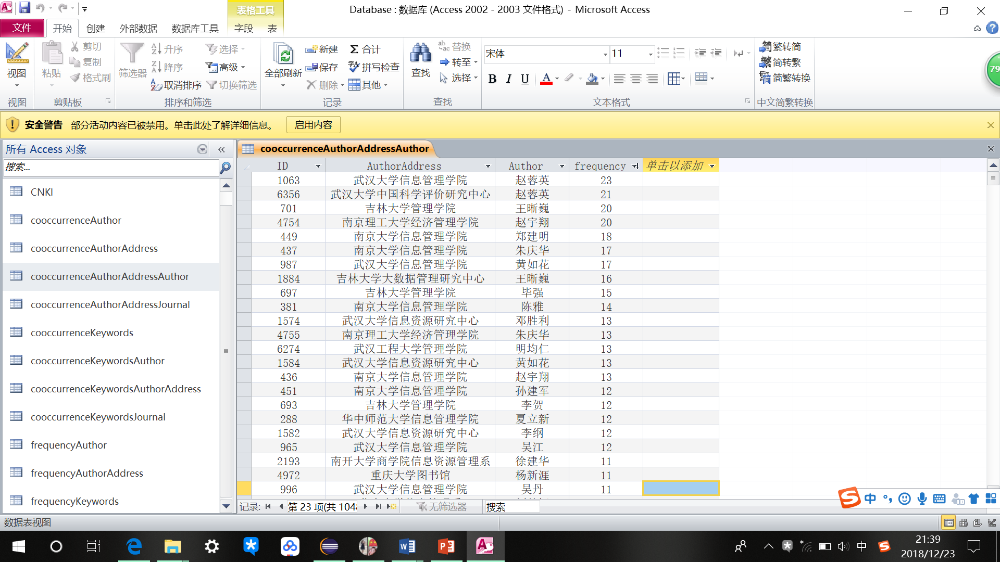 Database : 数据库 (Access 2002 - 2003 文件格式) - Microsoft Access
表格工具
文件 开始 创建 外部数据 数据库工具 字段 表
视图
视图
粘贴
剪切
复制
格式刷
剪贴板
筛选器
升序
降序
取消排序
选择
高级
切换筛选
排序和筛选
全部刷新
新建
保存
删除
合计
拼写检查
其他
记录
查找
替换
转至
选择
查找
宋体 11
B I U A
文本格式
繁转简
简转繁
简繁转换
中文简繁转换
79
安全警告 部分活动内容已被禁用。单击此处了解详细信息。 启用内容
所有 Access 对象
搜索...
CNKI
cooccurrenceAuthor
cooccurrenceAuthorAddress
cooccurrenceAuthorAddressAuthor
cooccurrenceAuthorAddressJournal
cooccurrenceKeywords
cooccurrenceKeywordsAuthor
cooccurrenceKeywordsAuthorAddress
cooccurrenceKeywordsJournal
frequencyAuthor
frequencyAuthorAddress
frequencyKeywords
cooccurrenceAuthorAddressAuthor
ID AuthorAddress Author frequency 单击以添加
1063 武汉大学信息管理学院 赵蓉英 23
6356 武汉大学中国科学评价研究中心 赵蓉英 21
701 吉林大学管理学院 王晰巍 20
4754 南京理工大学经济管理学院 赵宇翔 20
449 南京大学信息管理学院 郑建明 18
437 南京大学信息管理学院 朱庆华 17
987 武汉大学信息管理学院 黄如花 17
1884 吉林大学大数据管理研究中心 王晰巍 16
697 吉林大学管理学院 毕强 15
381 南京大学信息管理学院 陈雅 14
1574 武汉大学信息资源研究中心 邓胜利 13
4755 南京理工大学经济管理学院 朱庆华 13
6274 武汉工程大学管理学院 明均仁 13
1584 武汉大学信息资源研究中心 黄如花 13
436 南京大学信息管理学院 赵宇翔 13
451 南京大学信息管理学院 孙建军 12
693 吉林大学管理学院 李贺 12
288 华中师范大学信息管理学院 夏立新 12
1582 武汉大学信息资源研究中心 李纲 12
965 武汉大学信息管理学院 吴江 12
2193 南开大学商学院信息资源管理系 徐建华 11
4972 重庆大学图书馆 杨新涯 11
996 武汉大学信息管理学院 吴丹 11
记录: 第 23 项(共 104 无筛选器 搜索
中
数据表视图
中
21:39
2018/12/23